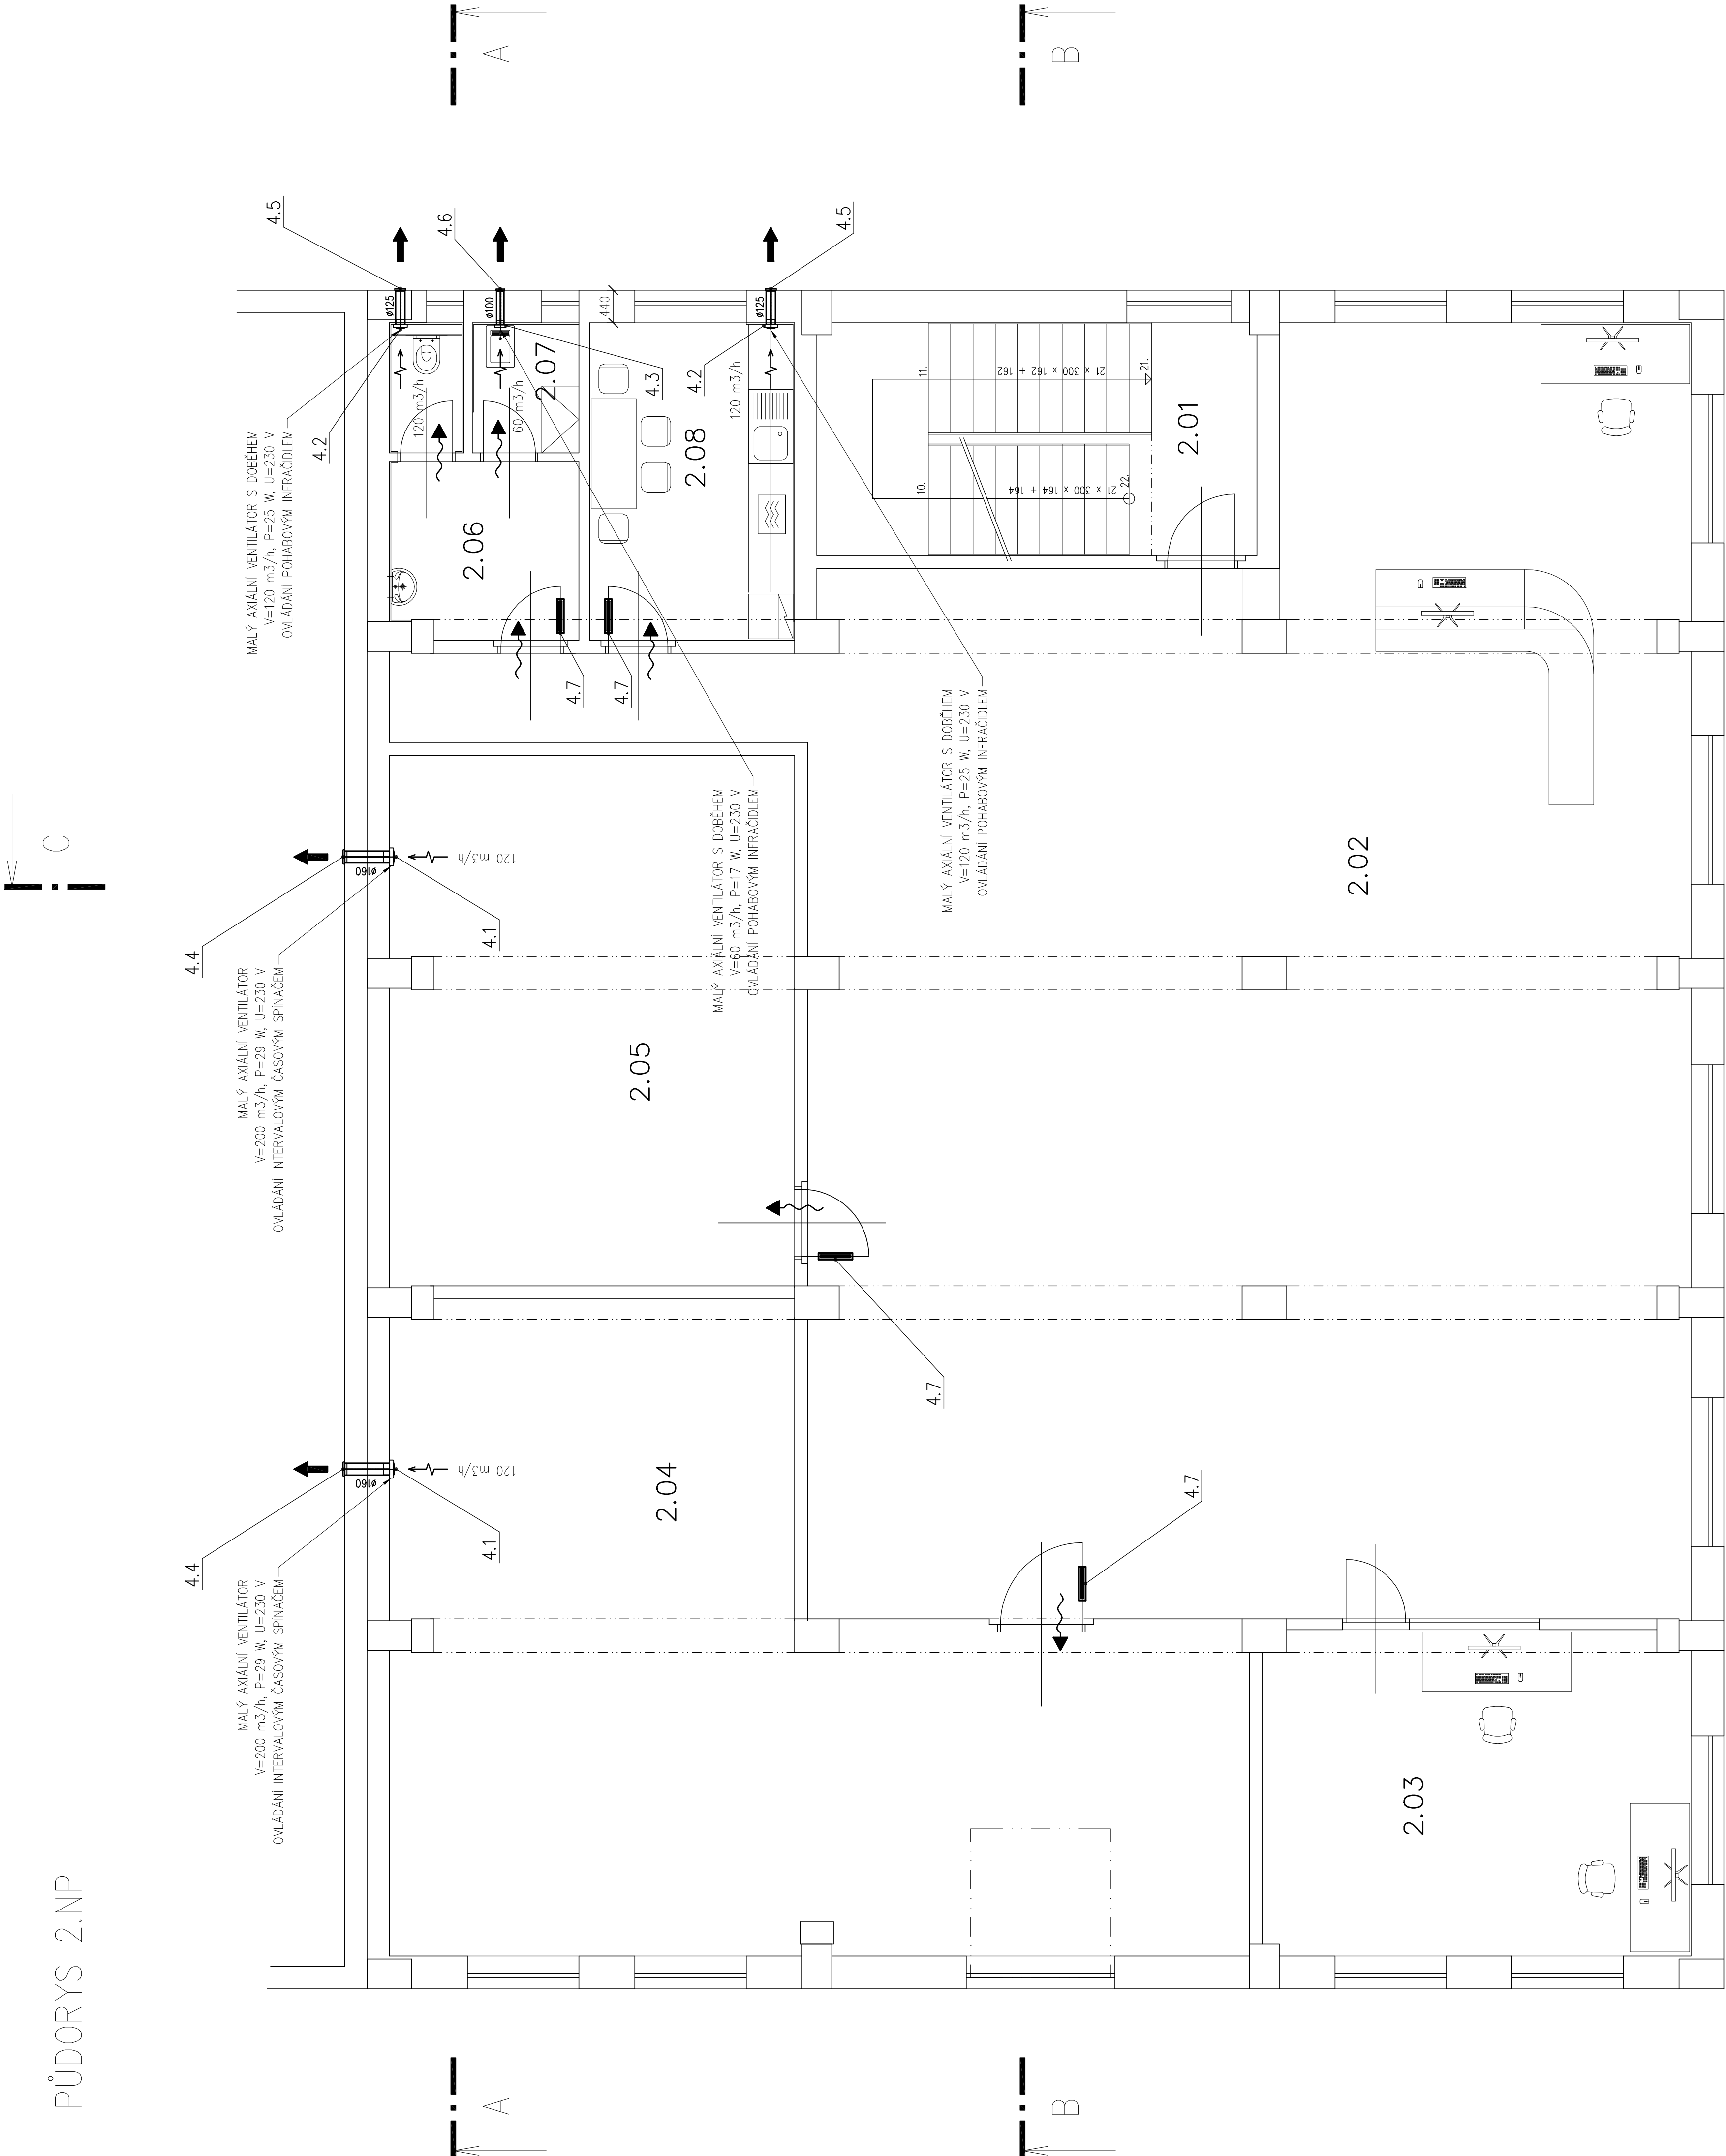 PŮDORYS 2.NP
A
B
C
A
B
4.4
4.4
MALÝ AXIÁLNÍ VENTILÁTOR
V=200 m3/h, P=29 W, U=230 V
OVLÁDÁNÍ INTERVALOVÝM ČASOVÝM SPÍNAČEM
ø160
120 m3/h
4.1
MALÝ AXIÁLNÍ VENTILÁTOR
V=200 m3/h, P=29 W, U=230 V
OVLÁDÁNÍ INTERVALOVÝM ČASOVÝM SPÍNAČEM
ø160
120 m3/h
4.1
MALÝ AXIÁLNÍ VENTILÁTOR S DOBĚHEM
V=120 m3/h, P=25 W, U=230 V
OVLÁDÁNÍ POHABOVÝM INFRAČIDLEM
4.2
4.5
ø125
120 m3/h
4.6
ø100
60 m3/h
2.07
2.06
440
4.3
4.2
4.5
ø125
120 m3/h
2.08
4.7
4.7
MALÝ AXIÁLNÍ VENTILÁTOR S DOBĚHEM
V=60 m3/h, P=17 W, U=230 V
OVLÁDÁNÍ POHABOVÝM INFRAČIDLEM
MALÝ AXIÁLNÍ VENTILÁTOR S DOBĚHEM
V=120 m3/h, P=25 W, U=230 V
OVLÁDÁNÍ POHABOVÝM INFRAČIDLEM
2.04
2.05
4.7
4.7
10.
11.
21 x 300 x 162 + 162
21 x 300 x 164 + 164
21.
22.
2.01
2.02
2.03